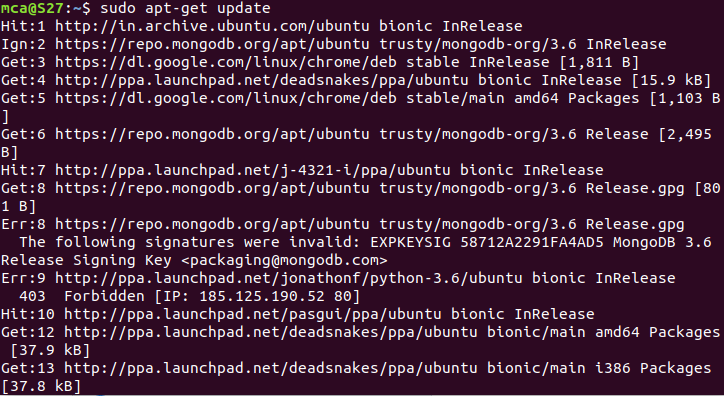 mca@S27:~$ sudo apt-get update
Hit:1 http://in.archive.ubuntu.com/ubuntu bionic InRelease
Ign:2 https://repo.mongodb.org/apt/ubuntu trusty/mongodb-org/3.6 InRelease
Get:3 https://dl.google.com/linux/chrome/deb stable InRelease [1,811 B]
Get:4 http://ppa.launchpad.net/deadsnakes/ppa/ubuntu bionic InRelease [15.9 kB]
Get:5 https://dl.google.com/linux/chrome/deb stable/main amd64 Packages [1,103 B
]
Get:6 https://repo.mongodb.org/apt/ubuntu trusty/mongodb-org/3.6 Release [2,495
B]
Hit:7 http://ppa.launchpad.net/j-4321-i/ppa/ubuntu bionic InRelease
Get:8 https://repo.mongodb.org/apt/ubuntu trusty/mongodb-org/3.6 Release.gpg [80
1 B]
Err:8 https://repo.mongodb.org/apt/ubuntu trusty/mongodb-org/3.6 Release.gpg
  The following signatures were invalid: EXPKEYSIG 58712A2291FA4AD5 MongoDB 3.6
Release Signing Key <packaging@mongodb.com>
Err:9 http://ppa.launchpad.net/jonathonf/python-3.6/ubuntu bionic InRelease
  403  Forbidden [IP: 185.125.190.52 80]
Hit:10 http://ppa.launchpad.net/pasgui/ppa/ubuntu bionic InRelease
Get:12 http://ppa.launchpad.net/deadsnakes/ppa/ubuntu bionic/main amd64 Packages
 [37.9 kB]
Get:13 http://ppa.launchpad.net/deadsnakes/ppa/ubuntu bionic/main i386 Packages
[37.8 kB]